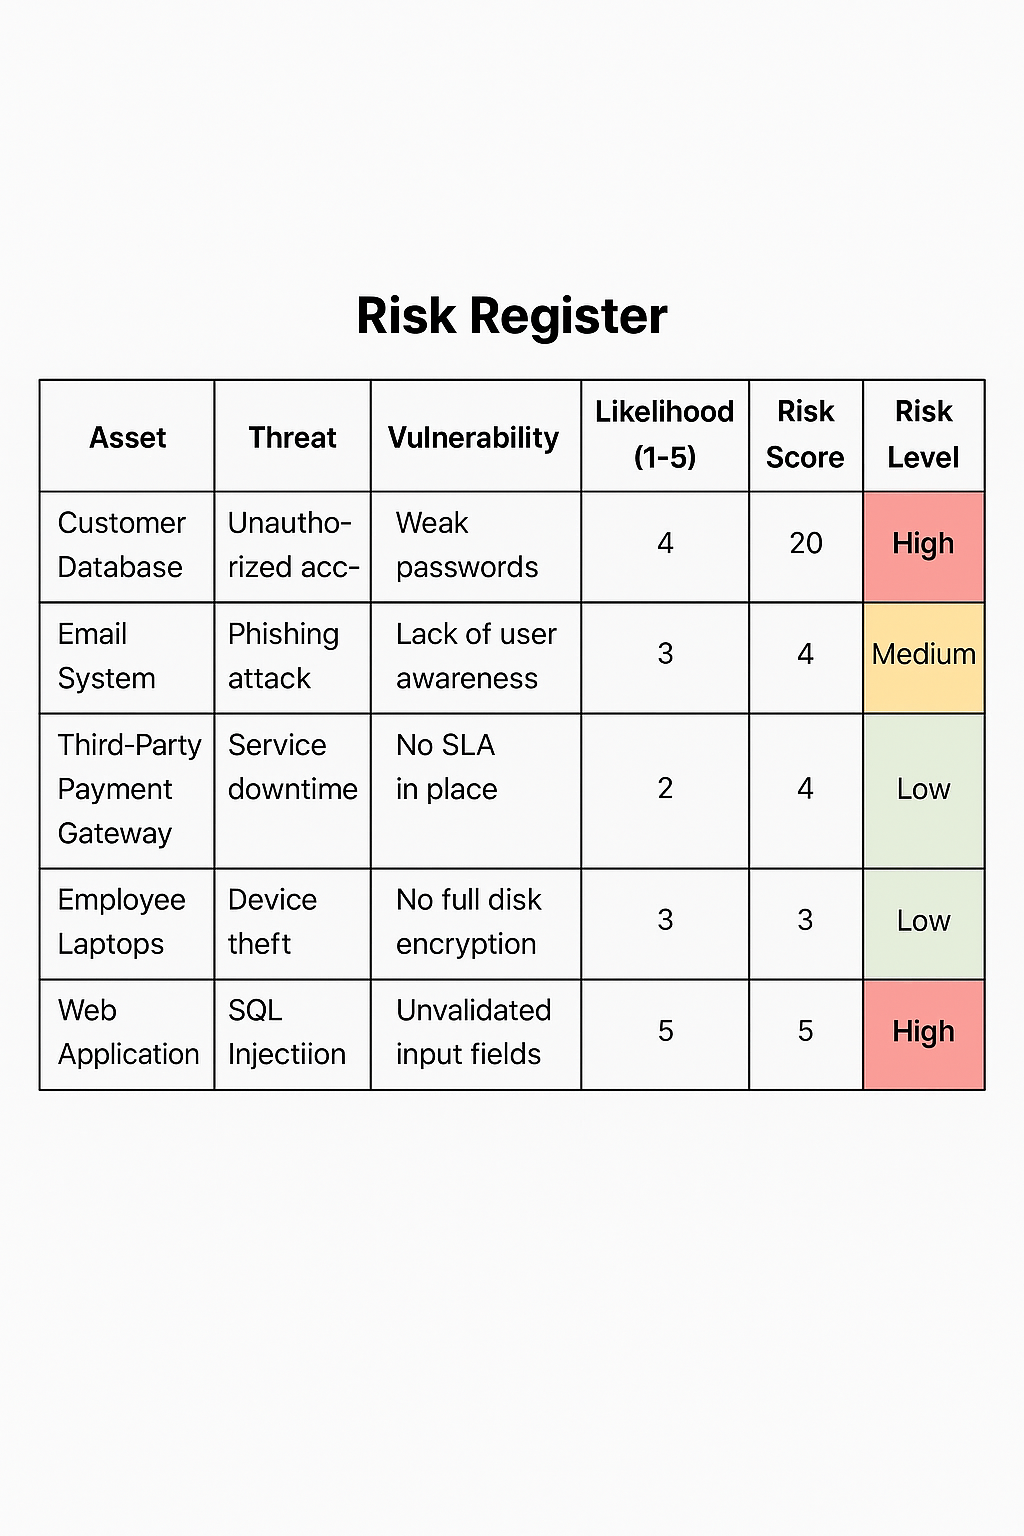 Risk Register
Asset
Threat
Vulnerability
Likelihood
(1-5)
Risk
Score
Risk
Level
Customer
Database
Unautho-
rized acc-
Weak
passwords
4
20
High
Email
System
Phishing
attack
Lack of user
awareness
3
4
Medium
Third-Party
Payment
Gateway
Service
downtime
No SLA
in place
2
4
Low
Employee
Laptops
Device
theft
No full disk
encryption
3
3
Low
Web
Application
SQL
Injectiion
Unvalidated
input fields
5
5
High